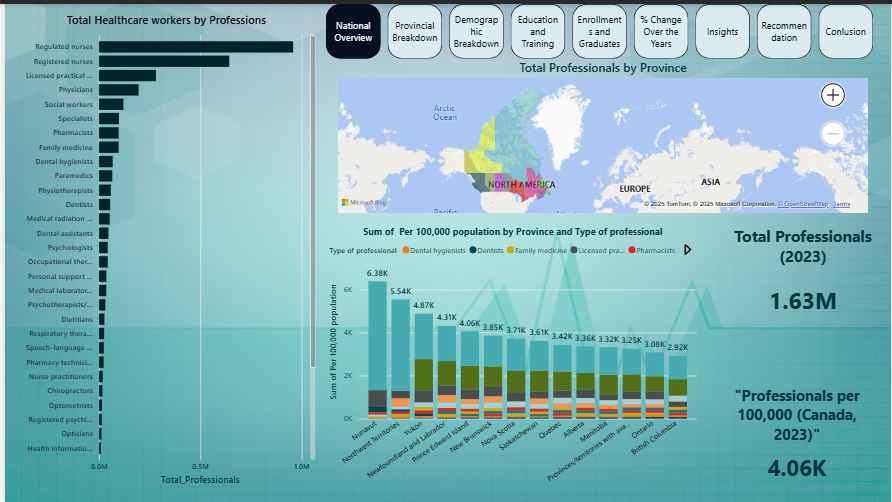 Total Healthcare workers by Professions
Regulated nurses
Registered nurses
Licensed practical ...
Physicians
Social workers
Specialists
Pharmacists
Family medicine
Dental hygienists
Paramedics
Physiotherapists
Dentists
Medical radiation ...
Dental assistants
Psychologists
Occupational ther...
Personal support ...
Medical laborator...
Psychotherapists/...
Dietitians
Respiratory thera...
Speech–language ...
Pharmacy technici...
Nurse practitioners
Chiropractors
Optometrists
Registered psychi...
Opticians
Health informatio...
0.0M 0.5M 1.0M
Total_Professionals
National
Overview
Provincial
Breakdown
Demograp
hic
Breakdown
Education
and
Training
Enrollment
s and
Graduates
% Change
Over the
Years
Insights
Recommen
dation
Conlusion
Total Professionals by Province
Arctic
Ocean
NORTH AMERICA
EUROPE
ASIA
Pacific
Atlantic
Microsoft Bing
© 2025 TomTom, © 2025 Microsoft Corporation, © OpenStreetMap Terms
Sum of Per 100,000 population by Province and Type of professional
Type of professional Dental hygienists Dentists Family medicine Licensed pra... Pharmacists
Sum of Per 100,000 population
6K
4K
2K
0K
6.38K
5.54K
4.87K
4.31K
4.06K
3.85K
3.71K
3.61K
3.42K
3.36K
3.32K
3.25K
3.08K
2.92K
Nunavut
Northwest Territories
Yukon
Newfoundland and Labrador
Prince Edward Island
New Brunswick
Nova Scotia
Saskatchewan
Quebec
Alberta
Manitoba
Provinces/territories with ava...
Ontario
British Columbia
Total Professionals
(2023)
1.63M
"Professionals per
100,000 (Canada,
2023)"
4.06K